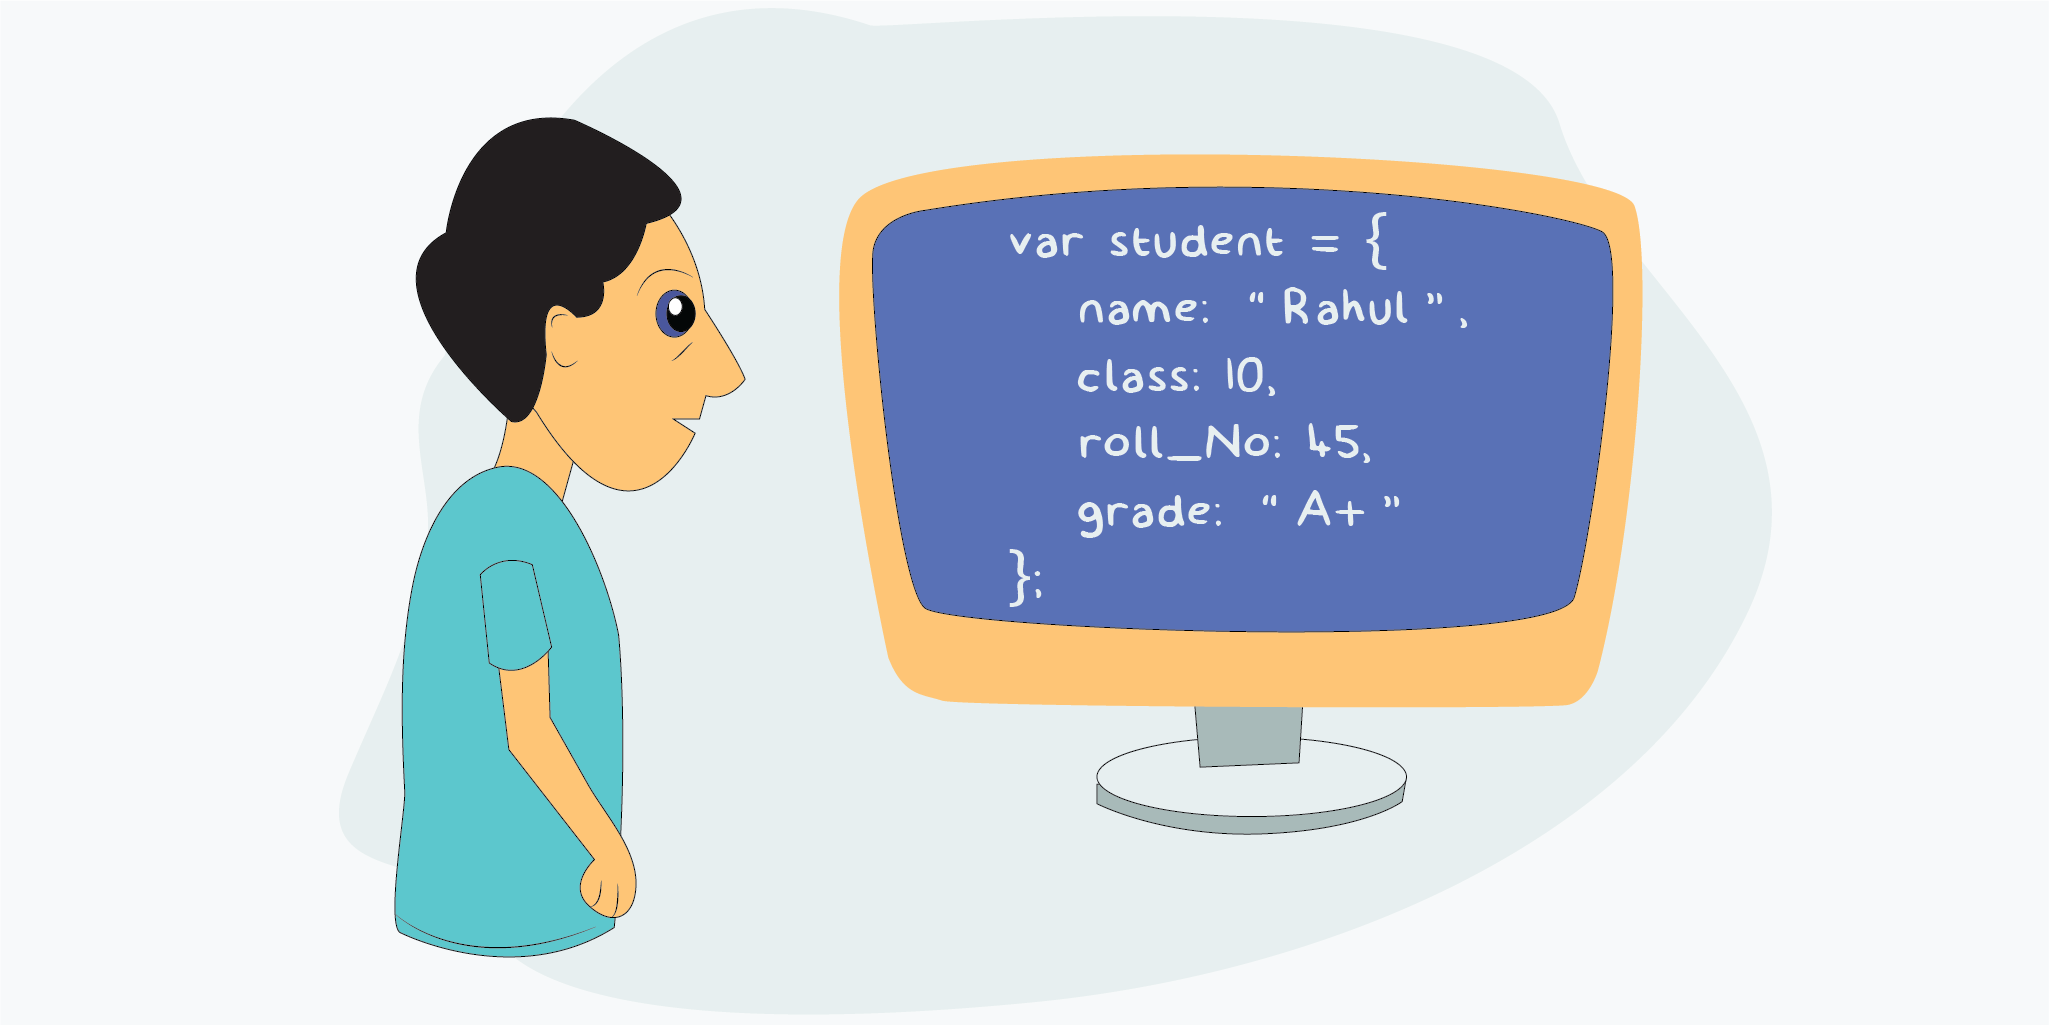 var student = {
name: “ Rahul ”,
class: 10,
roll_No: 45,
grade: “ A+ ”
};